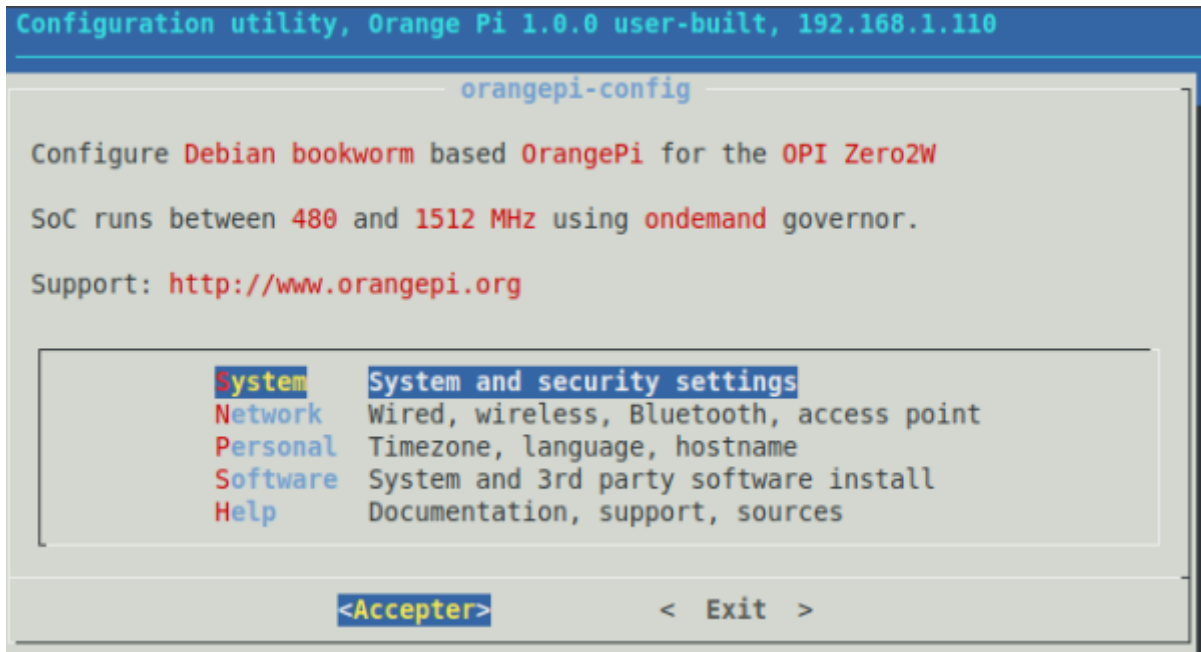 Configuration utility, Orange Pi 1.0.0 user-built, 192.168.1.110
orangepi-config
Configure Debian bookworm based OrangePi for the OPI Zero2W
SoC runs between 480 and 1512 MHz using ondemand governor.
Support: http://www.orangepi.org
System System and security settings
Network Wired, wireless, Bluetooth, access point
Personal Timezone, language, hostname
Software System and 3rd party software install
Help Documentation, support, sources
<Accepter> < Exit >